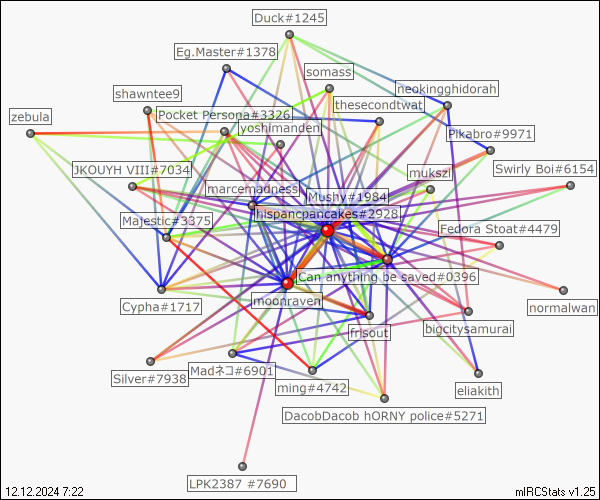 Duck#1245
Eg.Master#1378
somass
neokingghidorah
shawntee9
thesecondtwat
zebula
Pocket Persona#3326
yoshimanden
Pikabro#9971
JKOUYH VIII#7034
mukszi
Swirly Boi#6154
marcemadness
Mushy#1984
hispancpancakes#2928
Majestic#3375
Fedora Stoat#4479
Can anything be saved#0396
moonraven
Cypha#1717
normalwan
frisout
bigcitysamurai
Silver#7938
Madネコ#6901
ming#4742
eliakith
DacobDacob hORNY police#5271
LPK2387 #7690
12.12.2024 7:22
mIRCStats v1.25